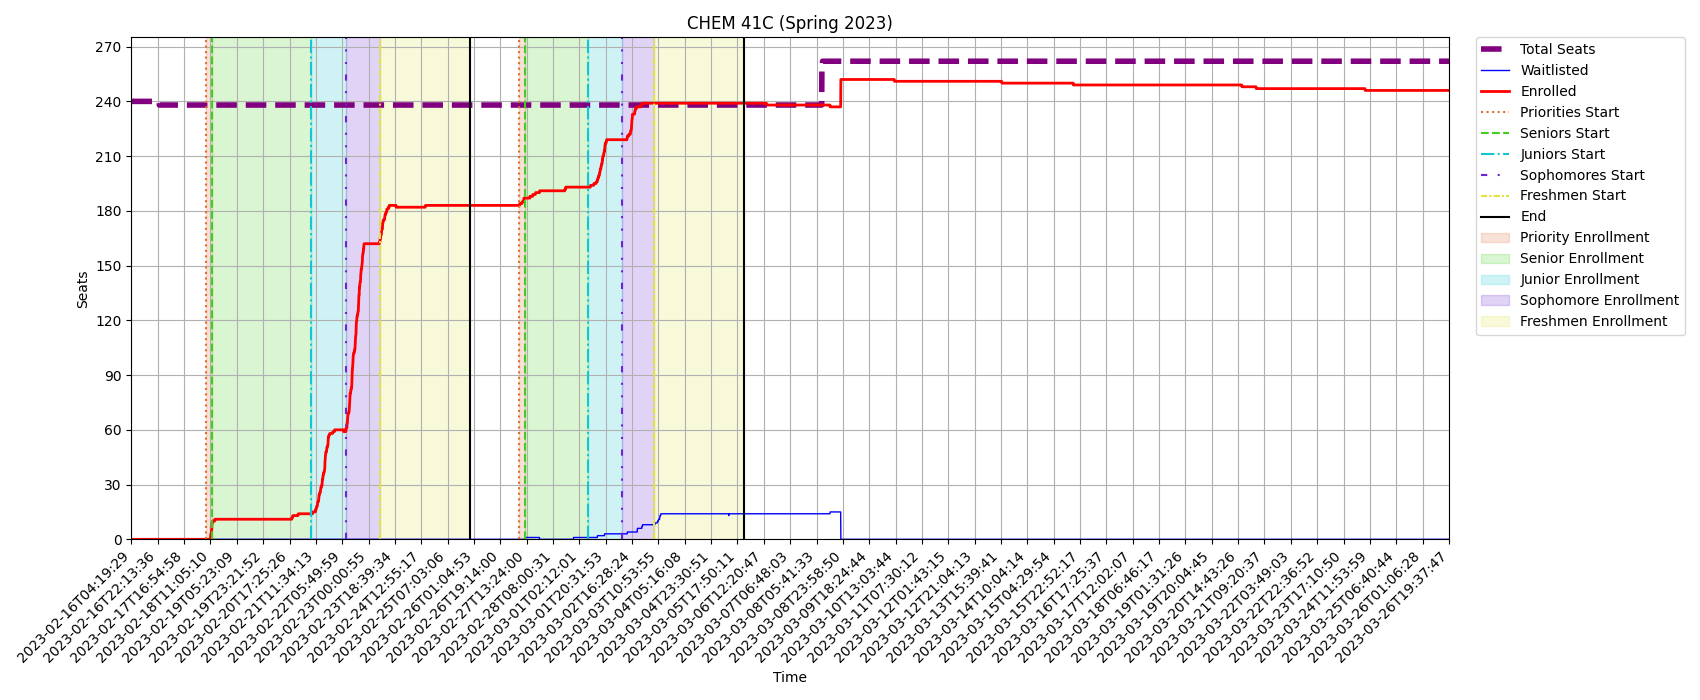 CHEM 41C (Spring 2023)
270
240
210
180
150
120
90
60
30
0
Seats
2023-02-16T04:19:29
2023-02-16T22:13:36
2023-02-17T16:54:58
2023-02-18T11:05:10
2023-02-19T05:23:09
2023-02-19T23:21:52
2023-02-20T17:25:26
2023-02-21T11:34:13
2023-02-22T05:49:59
2023-02-23T00:00:55
2023-02-23T18:39:34
2023-02-24T12:55:17
2023-02-25T07:03:06
2023-02-26T01:04:53
2023-02-26T19:14:00
2023-02-27T13:24:00
2023-02-28T08:00:31
2023-03-01T02:12:01
2023-03-01T20:31:53
2023-03-02T16:28:24
2023-03-03T10:53:55
2023-03-04T05:16:08
2023-03-04T23:30:51
2023-03-05T17:50:11
2023-03-06T12:20:47
2023-03-07T06:48:03
2023-03-08T05:41:33
2023-03-08T23:58:50
2023-03-09T18:24:44
2023-03-10T13:03:44
2023-03-11T07:30:12
2023-03-12T01:43:15
2023-03-12T21:04:13
2023-03-13T15:39:41
2023-03-14T10:04:14
2023-03-15T04:29:54
2023-03-15T22:52:17
2023-03-16T17:25:37
2023-03-17T12:02:07
2023-03-18T06:46:17
2023-03-19T01:31:26
2023-03-19T20:04:45
2023-03-20T14:43:26
2023-03-21T09:20:37
2023-03-22T03:49:03
2023-03-22T22:36:52
2023-03-23T17:10:50
2023-03-24T11:53:59
2023-03-25T06:40:44
2023-03-26T01:06:28
2023-03-26T19:37:47
Time
Total Seats
Waitlisted
Enrolled
Priorities Start
Seniors Start
Juniors Start
Sophomores Start
Freshmen Start
End
Priority Enrollment
Senior Enrollment
Junior Enrollment
Sophomore Enrollment
Freshmen Enrollment